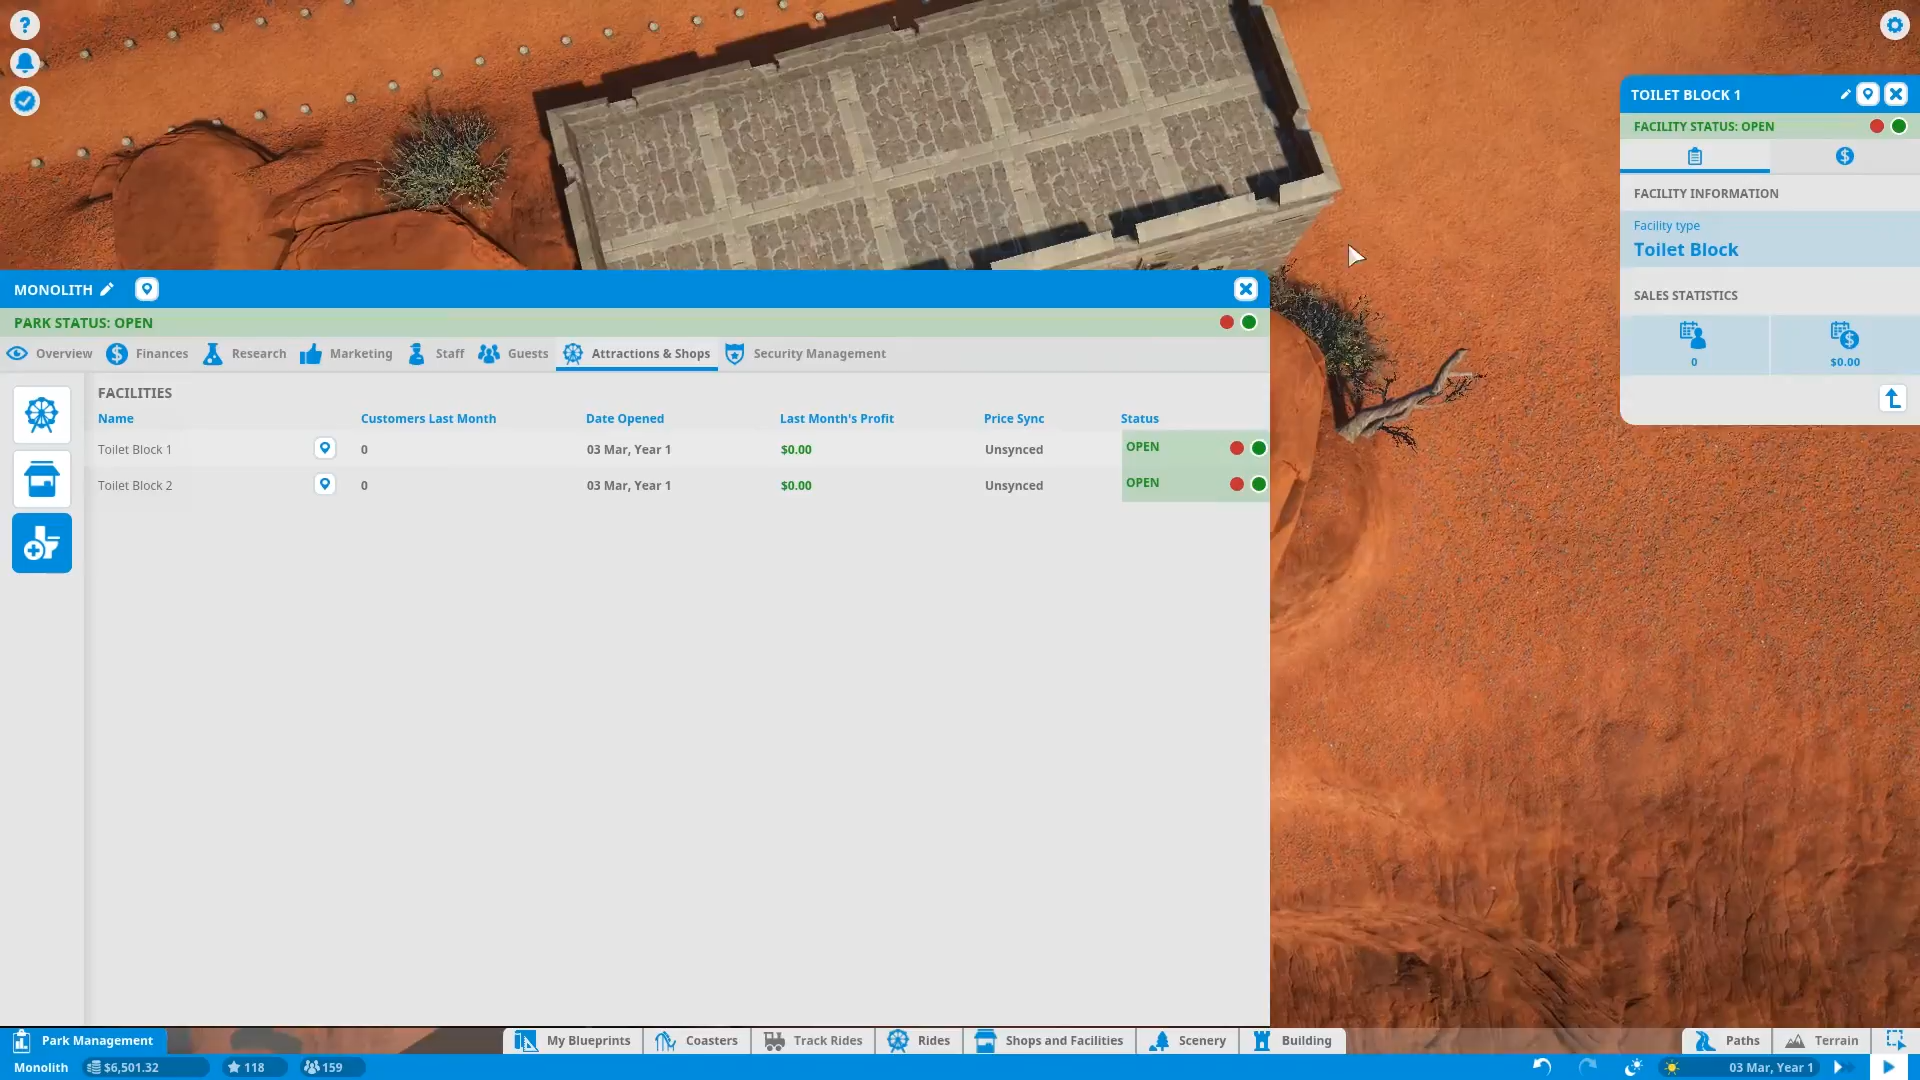 ?
TOILET BLOCK 1
FACILITY STATUS: OPEN
FACILITY INFORMATION
Facility type
Toilet Block
SALES STATISTICS
0 $0.00
MONOLITH
PARK STATUS: OPEN
Overview Finances Research Marketing Staff Guests Attractions & Shops Security Management
FACILITIES
Name Customers Last Month Date Opened Last Month's Profit Price Sync Status
Toilet Block 1 0 03 Mar, Year 1 $0.00 Unsynced OPEN
Toilet Block 2 0 03 Mar, Year 1 $0.00 Unsynced OPEN
Park Management My Blueprints Coasters Track Rides Rides Shops and Facilities Scenery Building Paths Terrain
Monolith $6,501.32 118 159 03 Mar, Year 1